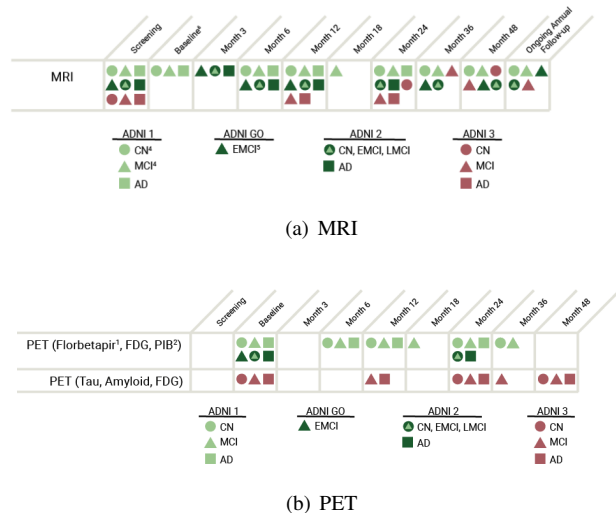 Screening Baseline⁶ Month 3 Month 6 Month 12 Month 18 Month 24 Month 36 Month 48 Ongoing Annual Follow-up
MRI
ADNI 1 ADNI GO ADNI 2 ADNI 3
CN⁴ EMCI⁵ CN, EMCI, LMCI CN
MCI⁴ AD MCI
AD AD
(a) MRI
Screening Baseline Month 3 Month 6 Month 12 Month 18 Month 24 Month 36 Month 48
PET (Florbetapir¹, FDG, PIB²)
PET (Tau, Amyloid, FDG)
ADNI 1 ADNI GO ADNI 2 ADNI 3
CN EMCI CN, EMCI, LMCI CN
MCI AD MCI
AD AD
(b) PET